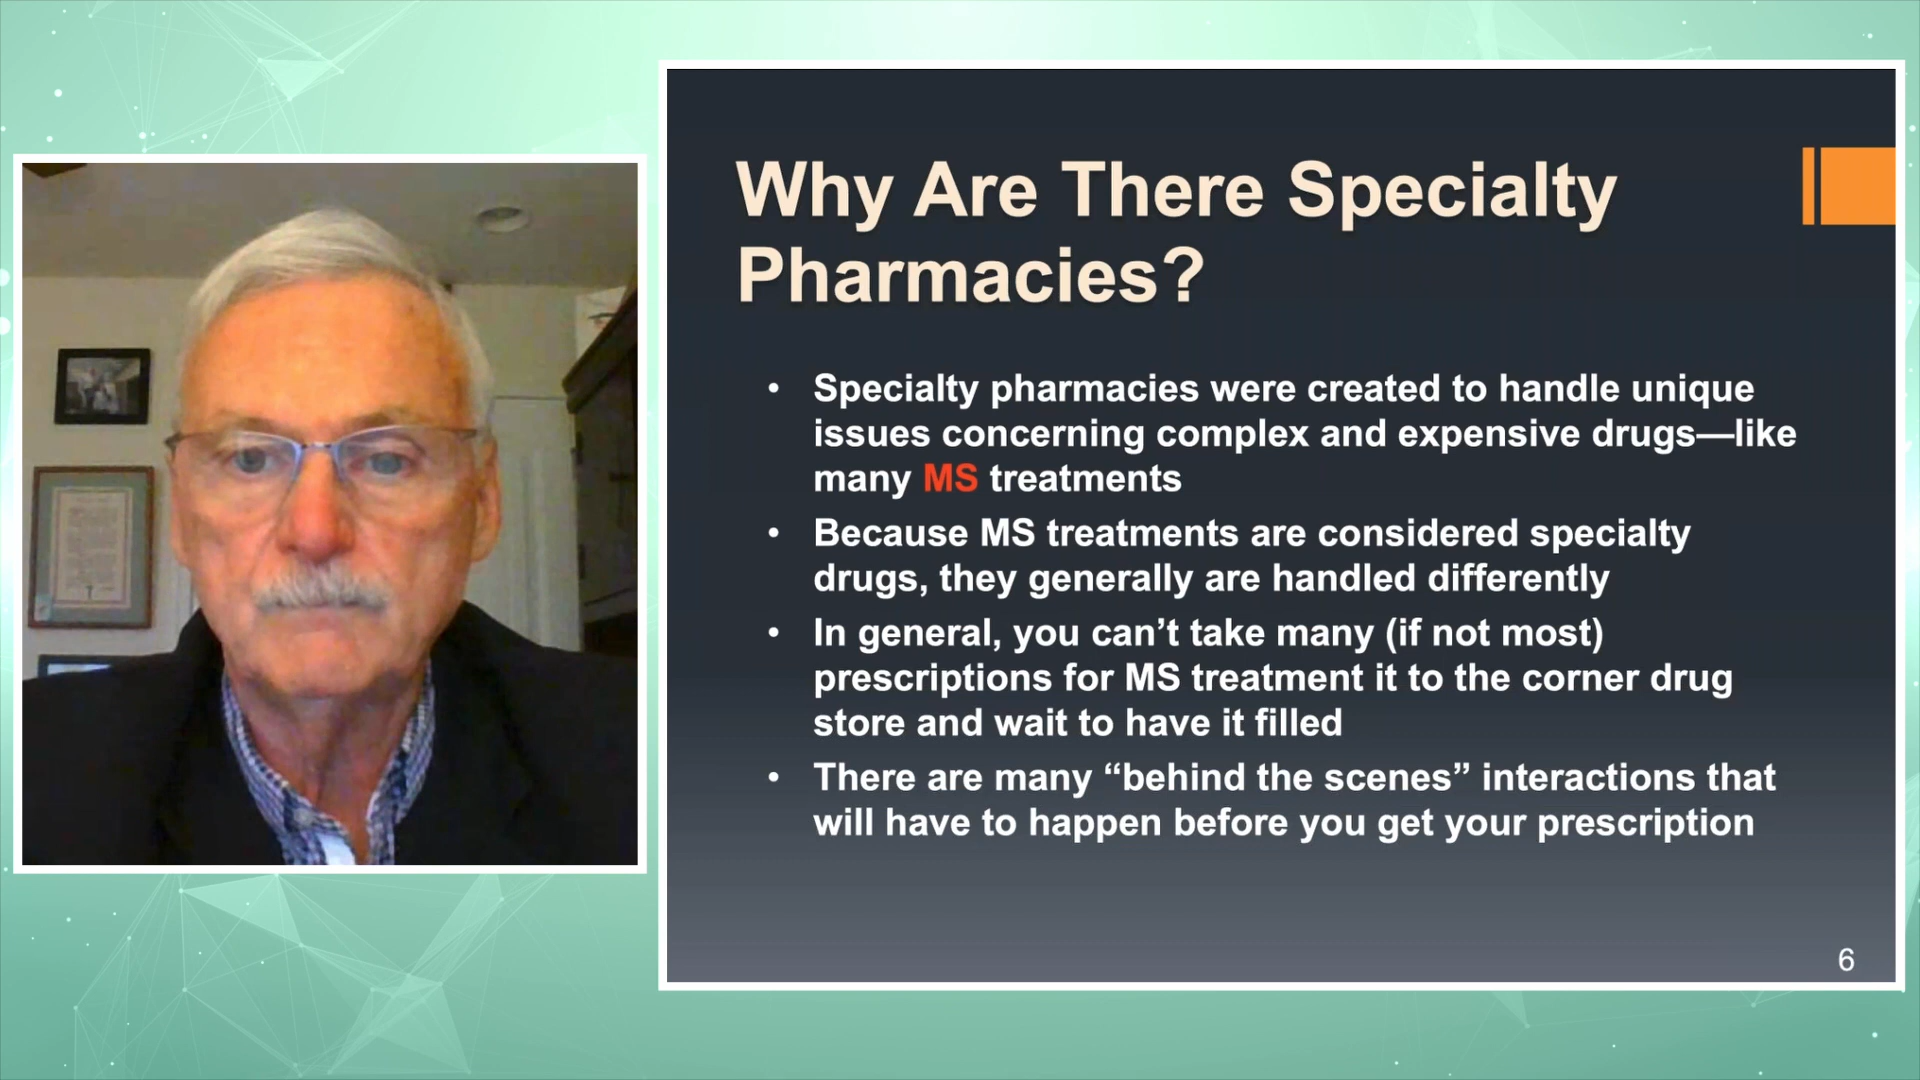 Why Are There Specialty
Pharmacies?
• Specialty pharmacies were created to handle unique
issues concerning complex and expensive drugs—like
many MS treatments
• Because MS treatments are considered specialty
drugs, they generally are handled differently
• In general, you can’t take many (if not most)
prescriptions for MS treatment it to the corner drug
store and wait to have it filled
• There are many “behind the scenes” interactions that
will have to happen before you get your prescription
6